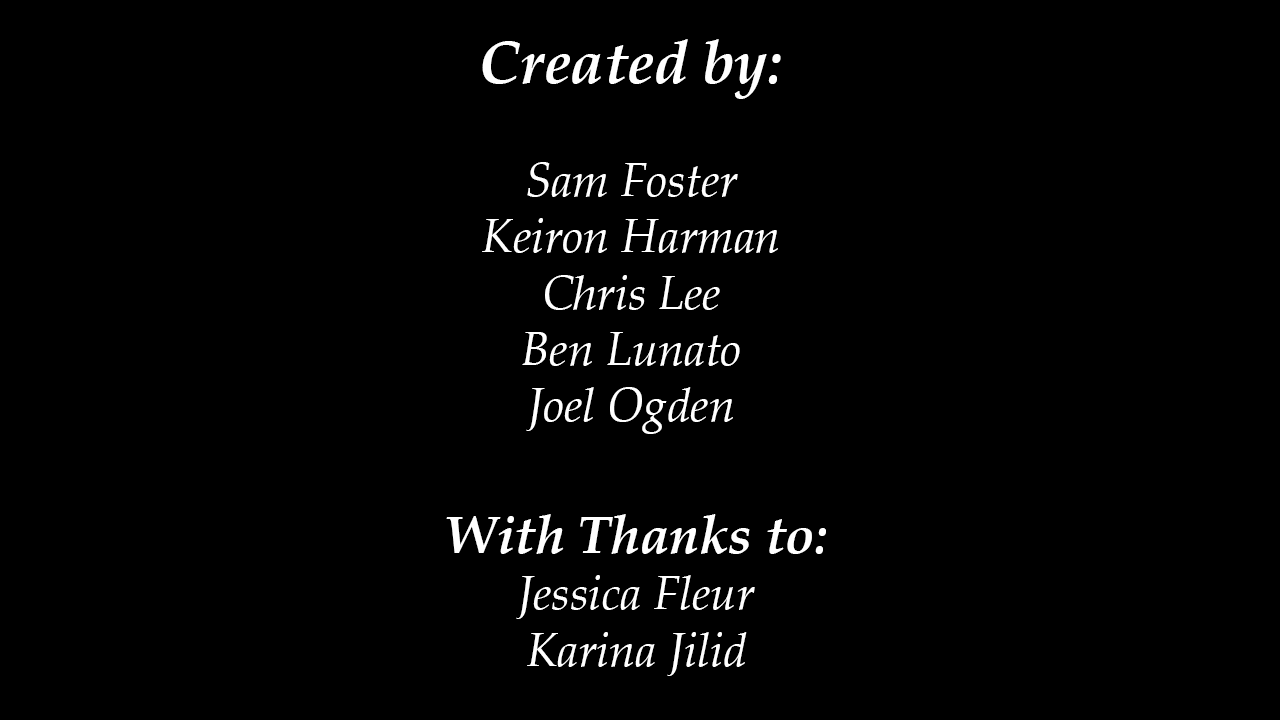 Created by:
Sam Foster
Keiron Harman
Chris Lee
Ben Lunato
Joel Ogden
With Thanks to:
Jessica Fleur
Karina Jilid